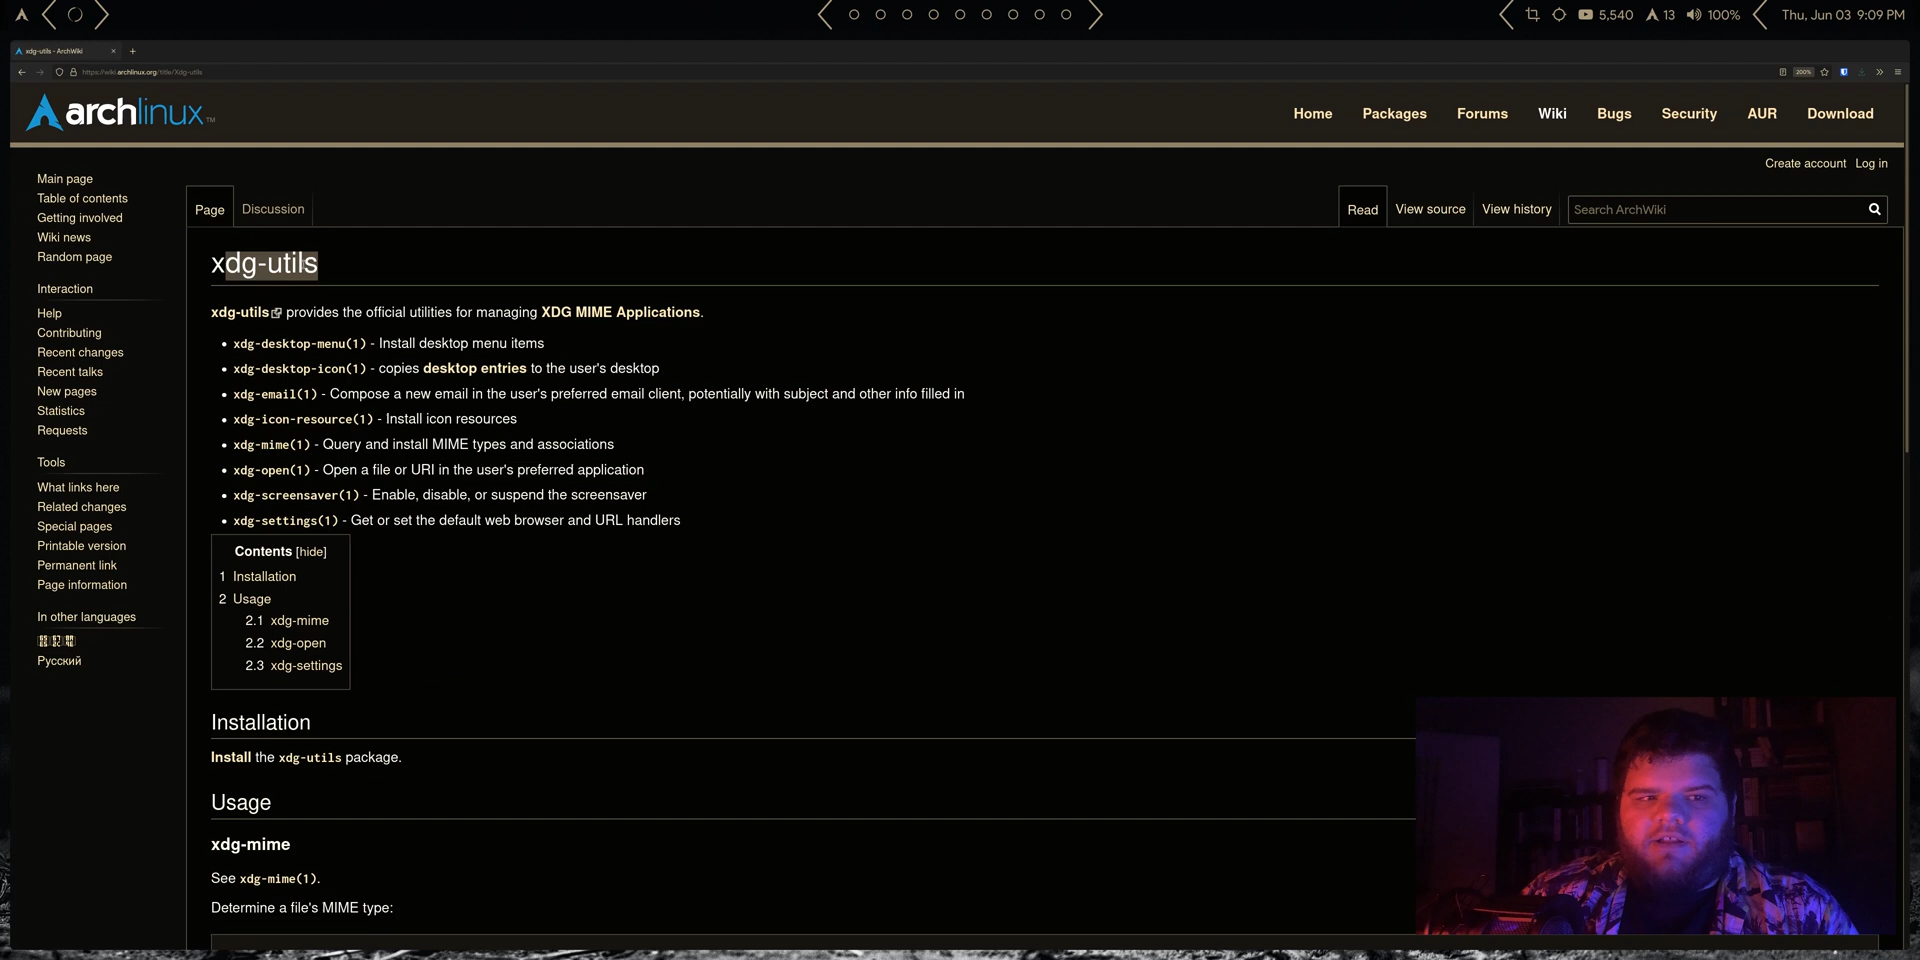 5,540
13
100%
Thu, Jun 03 9:09 PM
xdg-utils - ArchWiki
https://wiki.archlinux.org/title/Xdg-utils
200%
archlinux™
Home Packages Forums Wiki Bugs Security AUR Download
Create account Log in
Main page
Table of contents
Getting involved
Wiki news
Random page
Interaction
Help
Contributing
Recent changes
Recent talks
New pages
Statistics
Requests
Tools
What links here
Related changes
Special pages
Printable version
Permanent link
Page information
In other languages
Русский
Page Discussion
Read View source View history Search ArchWiki
xdg-utils
xdg-utils provides the official utilities for managing XDG MIME Applications.
• xdg-desktop-menu(1) - Install desktop menu items
• xdg-desktop-icon(1) - copies desktop entries to the user's desktop
• xdg-email(1) - Compose a new email in the user's preferred email client, potentially with subject and other info filled in
• xdg-icon-resource(1) - Install icon resources
• xdg-mime(1) - Query and install MIME types and associations
• xdg-open(1) - Open a file or URI in the user's preferred application
• xdg-screensaver(1) - Enable, disable, or suspend the screensaver
• xdg-settings(1) - Get or set the default web browser and URL handlers
Contents [hide]
1 Installation
2 Usage
2.1 xdg-mime
2.2 xdg-open
2.3 xdg-settings
Installation
Install the xdg-utils package.
Usage
xdg-mime
See xdg-mime(1).
Determine a file's MIME type: